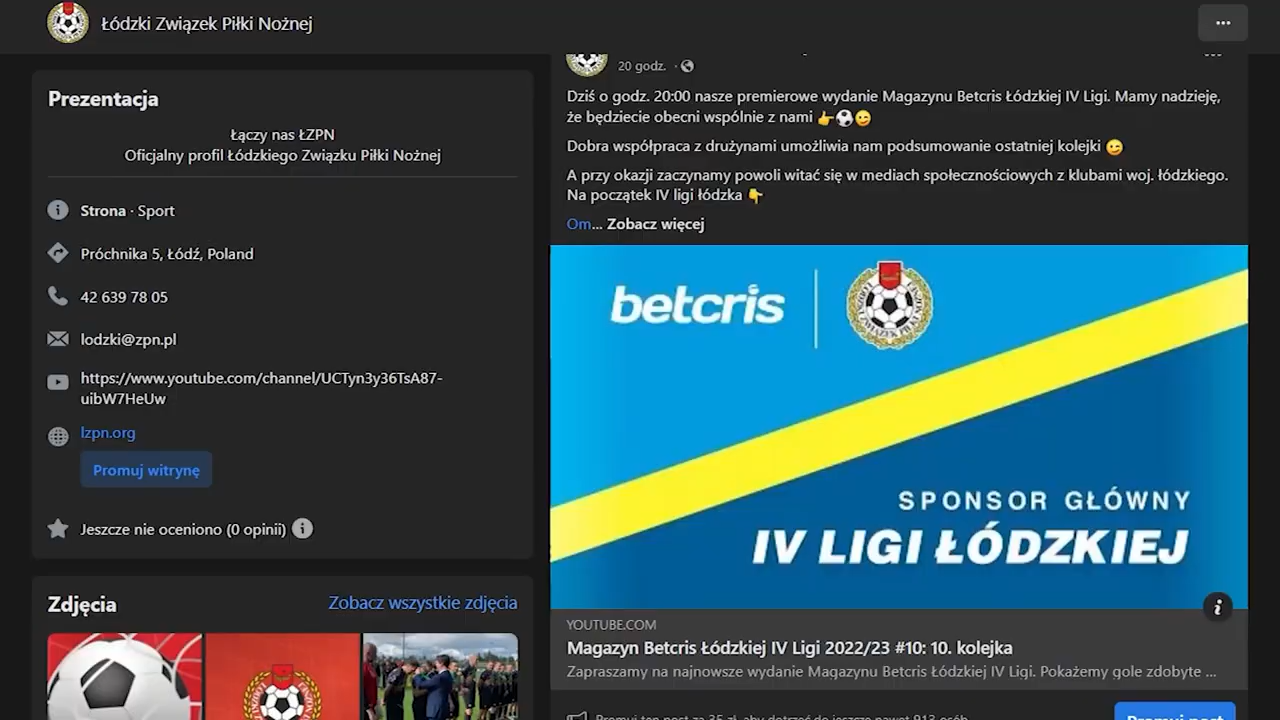 Łódzki Związek Piłki Nożnej
Prezentacja
Łączy nas ŁZPN
Oficjalny profil Łódzkiego Związku Piłki Nożnej
Strona · Sport
Próchnika 5, Łódź, Poland
42 639 78 05
lodzki@zpn.pl
https://www.youtube.com/channel/UCTyn3y36TsA87-
uibW7HeUw
lzpn.org
Promuj witrynę
Jeszcze nie oceniono (0 opinii)
Zdjęcia
Zobacz wszystkie zdjęcia
20 godz. ·
Dziś o godz. 20:00 nasze premierowe wydanie Magazynu Betcris Łódzkiej IV Ligi. Mamy nadzieję,
że będziecie obecni wspólnie z nami 👉⚽😉
Dobra współpraca z drużynami umożliwia nam podsumowanie ostatniej kolejki 😉
A przy okazji zaczynamy powoli witać się w mediach społecznościowych z klubami woj. łódzkiego.
Na początek IV ligi łódzka 👇
Om... Zobacz więcej
betcris
SPONSOR GŁÓWNY
IV LIGI ŁÓDZKIEJ
YOUTUBE.COM
Magazyn Betcris Łódzkiej IV Ligi 2022/23 #10: 10. kolejka
Zapraszamy na najnowsze wydanie Magazynu Betcris Łódzkiej IV Ligi. Pokażemy gole zdobyte ...
Promuj ten post za 35 zł, aby dotrzeć do jeszcze nawet 913 osób
Promuj post